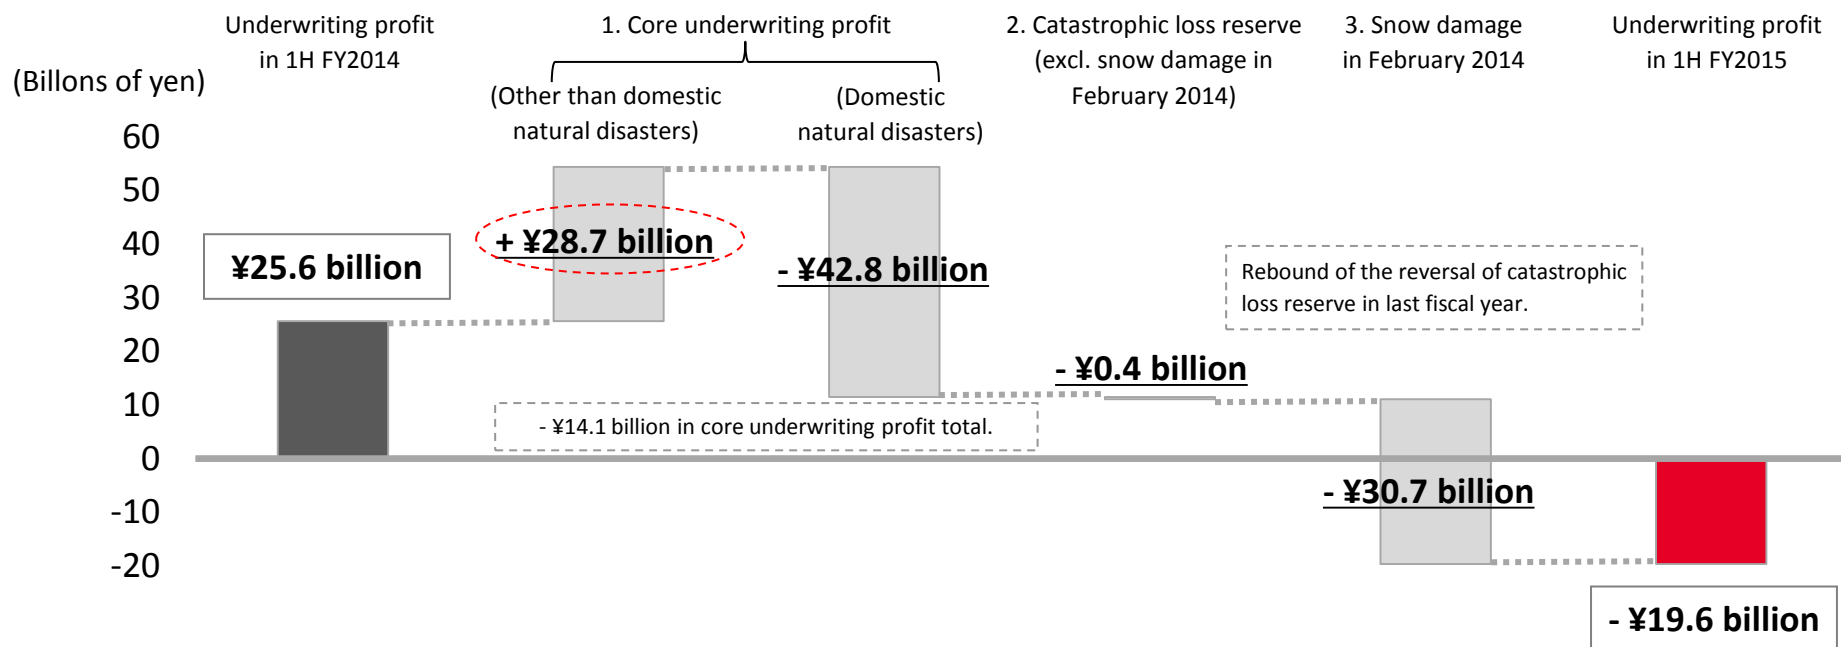 Underwriting profit
in 1H FY2014
1. Core underwriting profit
2. Catastrophic loss reserve
(excl. snow damage in
February 2014)
3. Snow damage
in February 2014
Underwriting profit
in 1H FY2015
(Billons of yen)
(Other than domestic
natural disasters)
(Domestic
natural disasters)
60
50
40
30
20
10
0
-10
-20
¥25.6 billion
+ ¥28.7 billion
- ¥42.8 billion
Rebound of the reversal of catastrophic
loss reserve in last fiscal year.
- ¥0.4 billion
- ¥14.1 billion in core underwriting profit total.
- ¥30.7 billion
- ¥19.6 billion